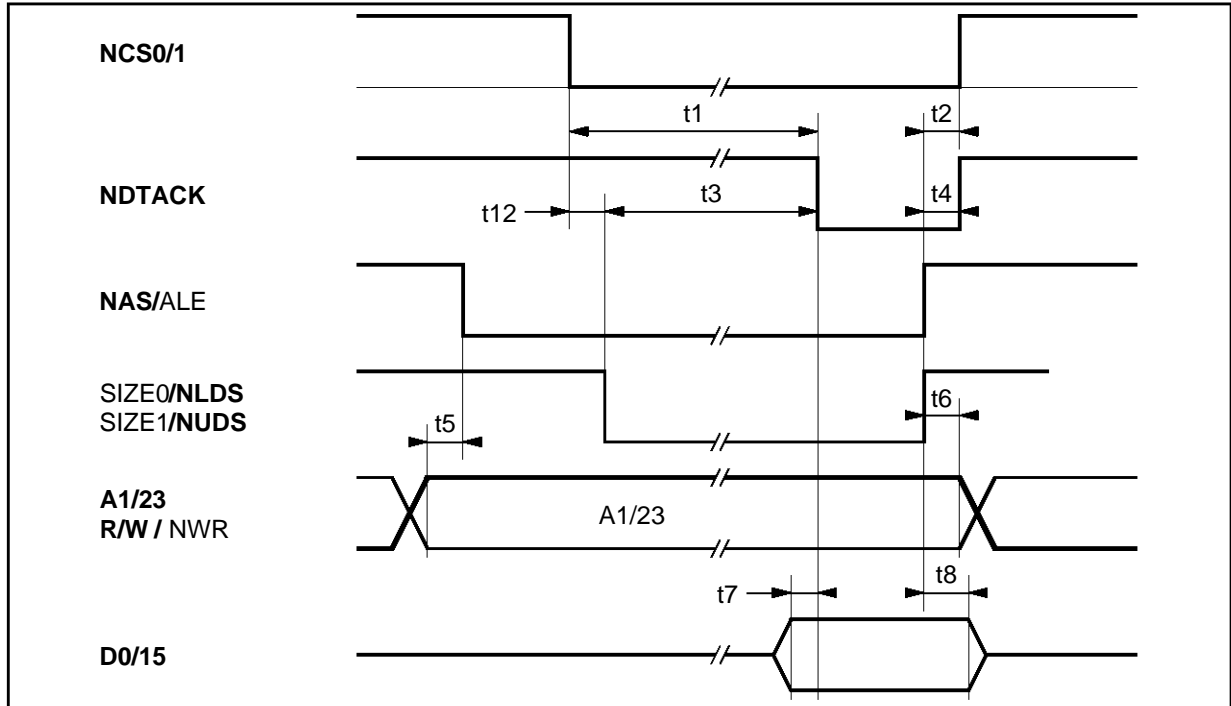 NCS0/1
t1
t2
NDTACK
t12
t3
t4
NAS/ALE
SIZE0/NLDS
SIZE1/NUDS
t5
t6
A1/23
R/W / NWR
A1/23
t7
t8
D0/15